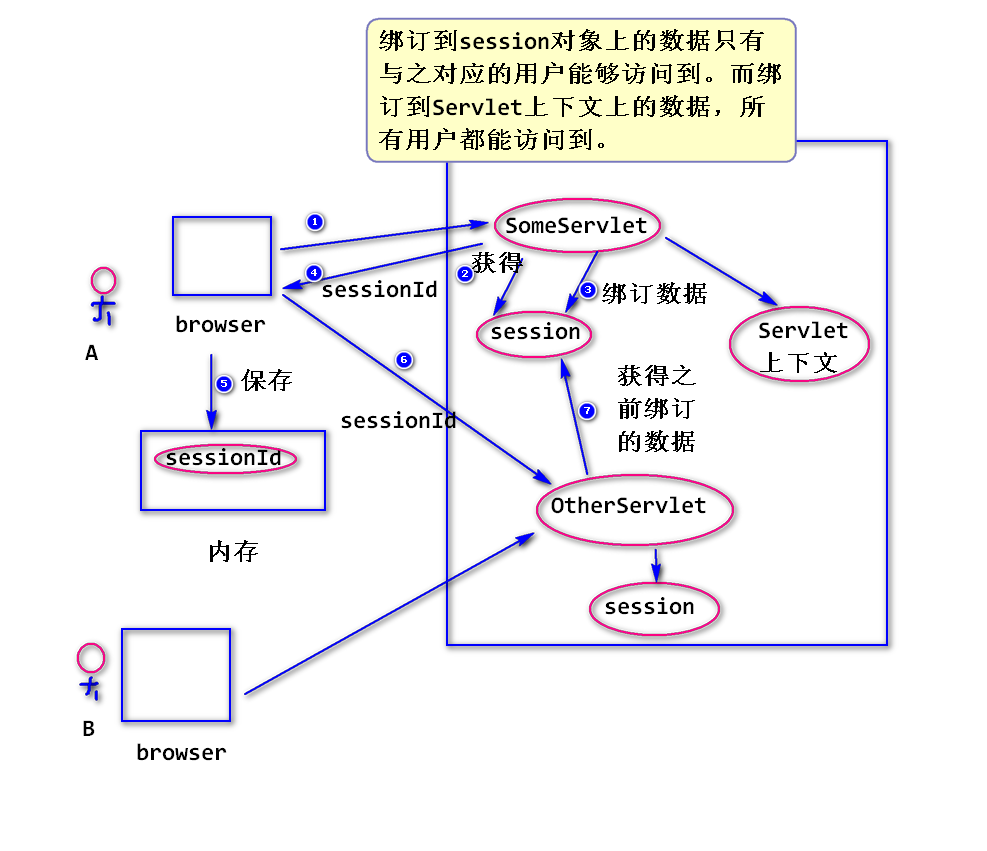 绑订到session对象上的数据只有
与之对应的用户能够访问到。而绑
订到Servlet上下文上的数据，所
有用户都能访问到。
1
SomeServlet
4
2
获得
sessionId
3
绑订数据
browser
session
Servlet
上下文
A
6
5
保存
获得之
前绑订
的数据
7
sessionId
sessionId
OtherServlet
内存
session
B
browser